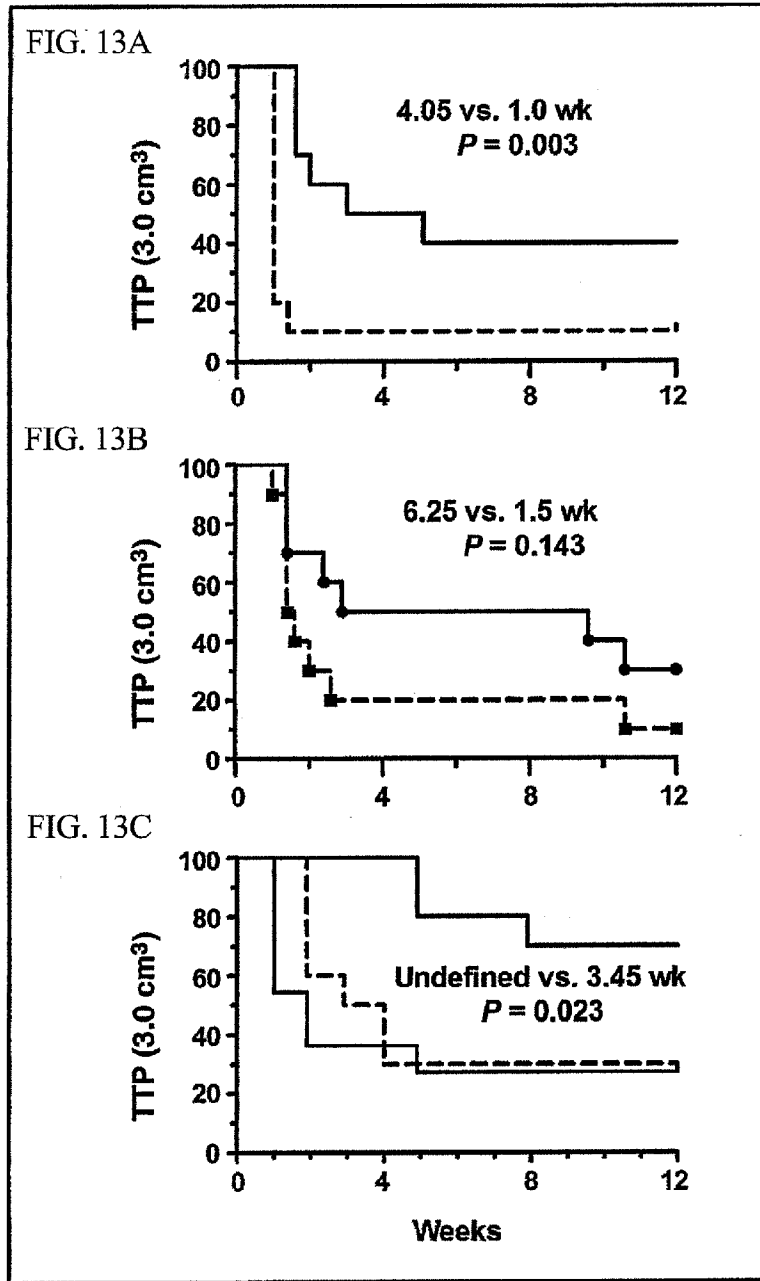 FIG. 13A
TTP (3.0 cm³)
100
80
60
40
20
0
4.05 vs. 1.0 wk
P = 0.003
0 4 8 12
FIG. 13B
TTP (3.0 cm³)
100
80
60
40
20
0
6.25 vs. 1.5 wk
P = 0.143
0 4 8 12
FIG. 13C
TTP (3.0 cm³)
100
80
60
40
20
0
Undefined vs. 3.45 wk
P = 0.023
0 4 8 12
Weeks